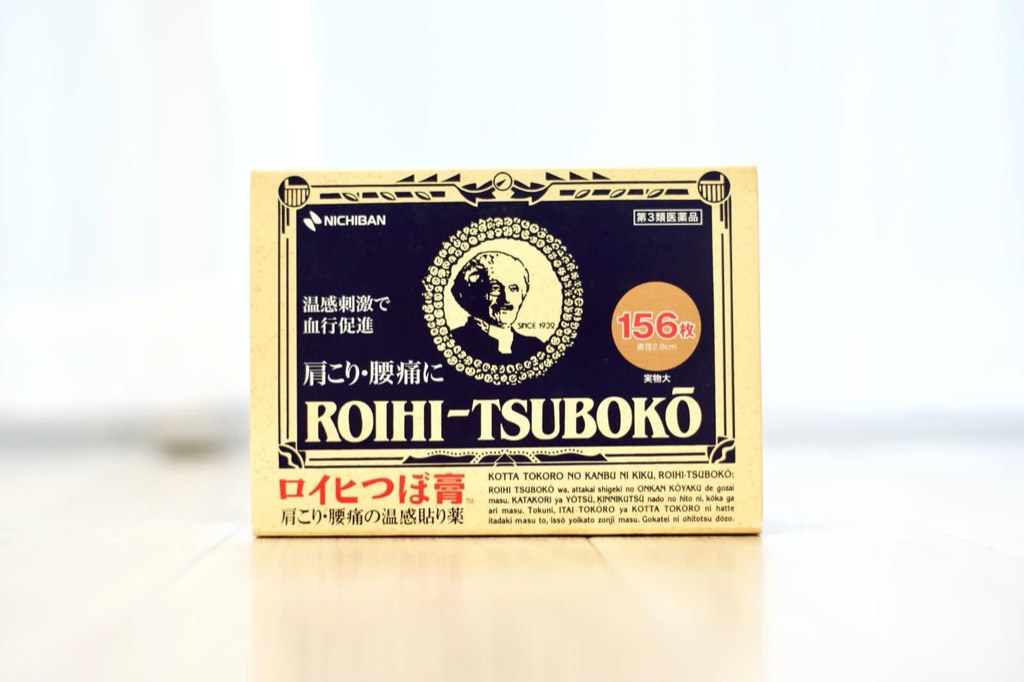 NICHIBAN
第3類医薬品
温感刺激で
血行促進
SINCE 1932
156枚
直径2.8cm
実物大
肩こり・腰痛に
ROIHI-TSUBOKŌ
ロイヒつぼ膏™
肩こり・腰痛の温感貼り薬
KOTTA TOKORO NO KANBU NI KIKU, ROIHI-TSUBOKŌ:
ROIHI TSUBOKŌ wa, attakai shigeki no ONKAN KŌYAKU de gozai
masu. KATAKORI ya YŌTSŪ, KINNIKUTSŪ nado no hito ni, kōka ga
ari masu. Tokuni, ITAI TOKORO ya KOTTA TOKORO ni hatte
itadaki masu to, issō yoikato zonji masu. Gokatei ni ohitotsu dōzo.